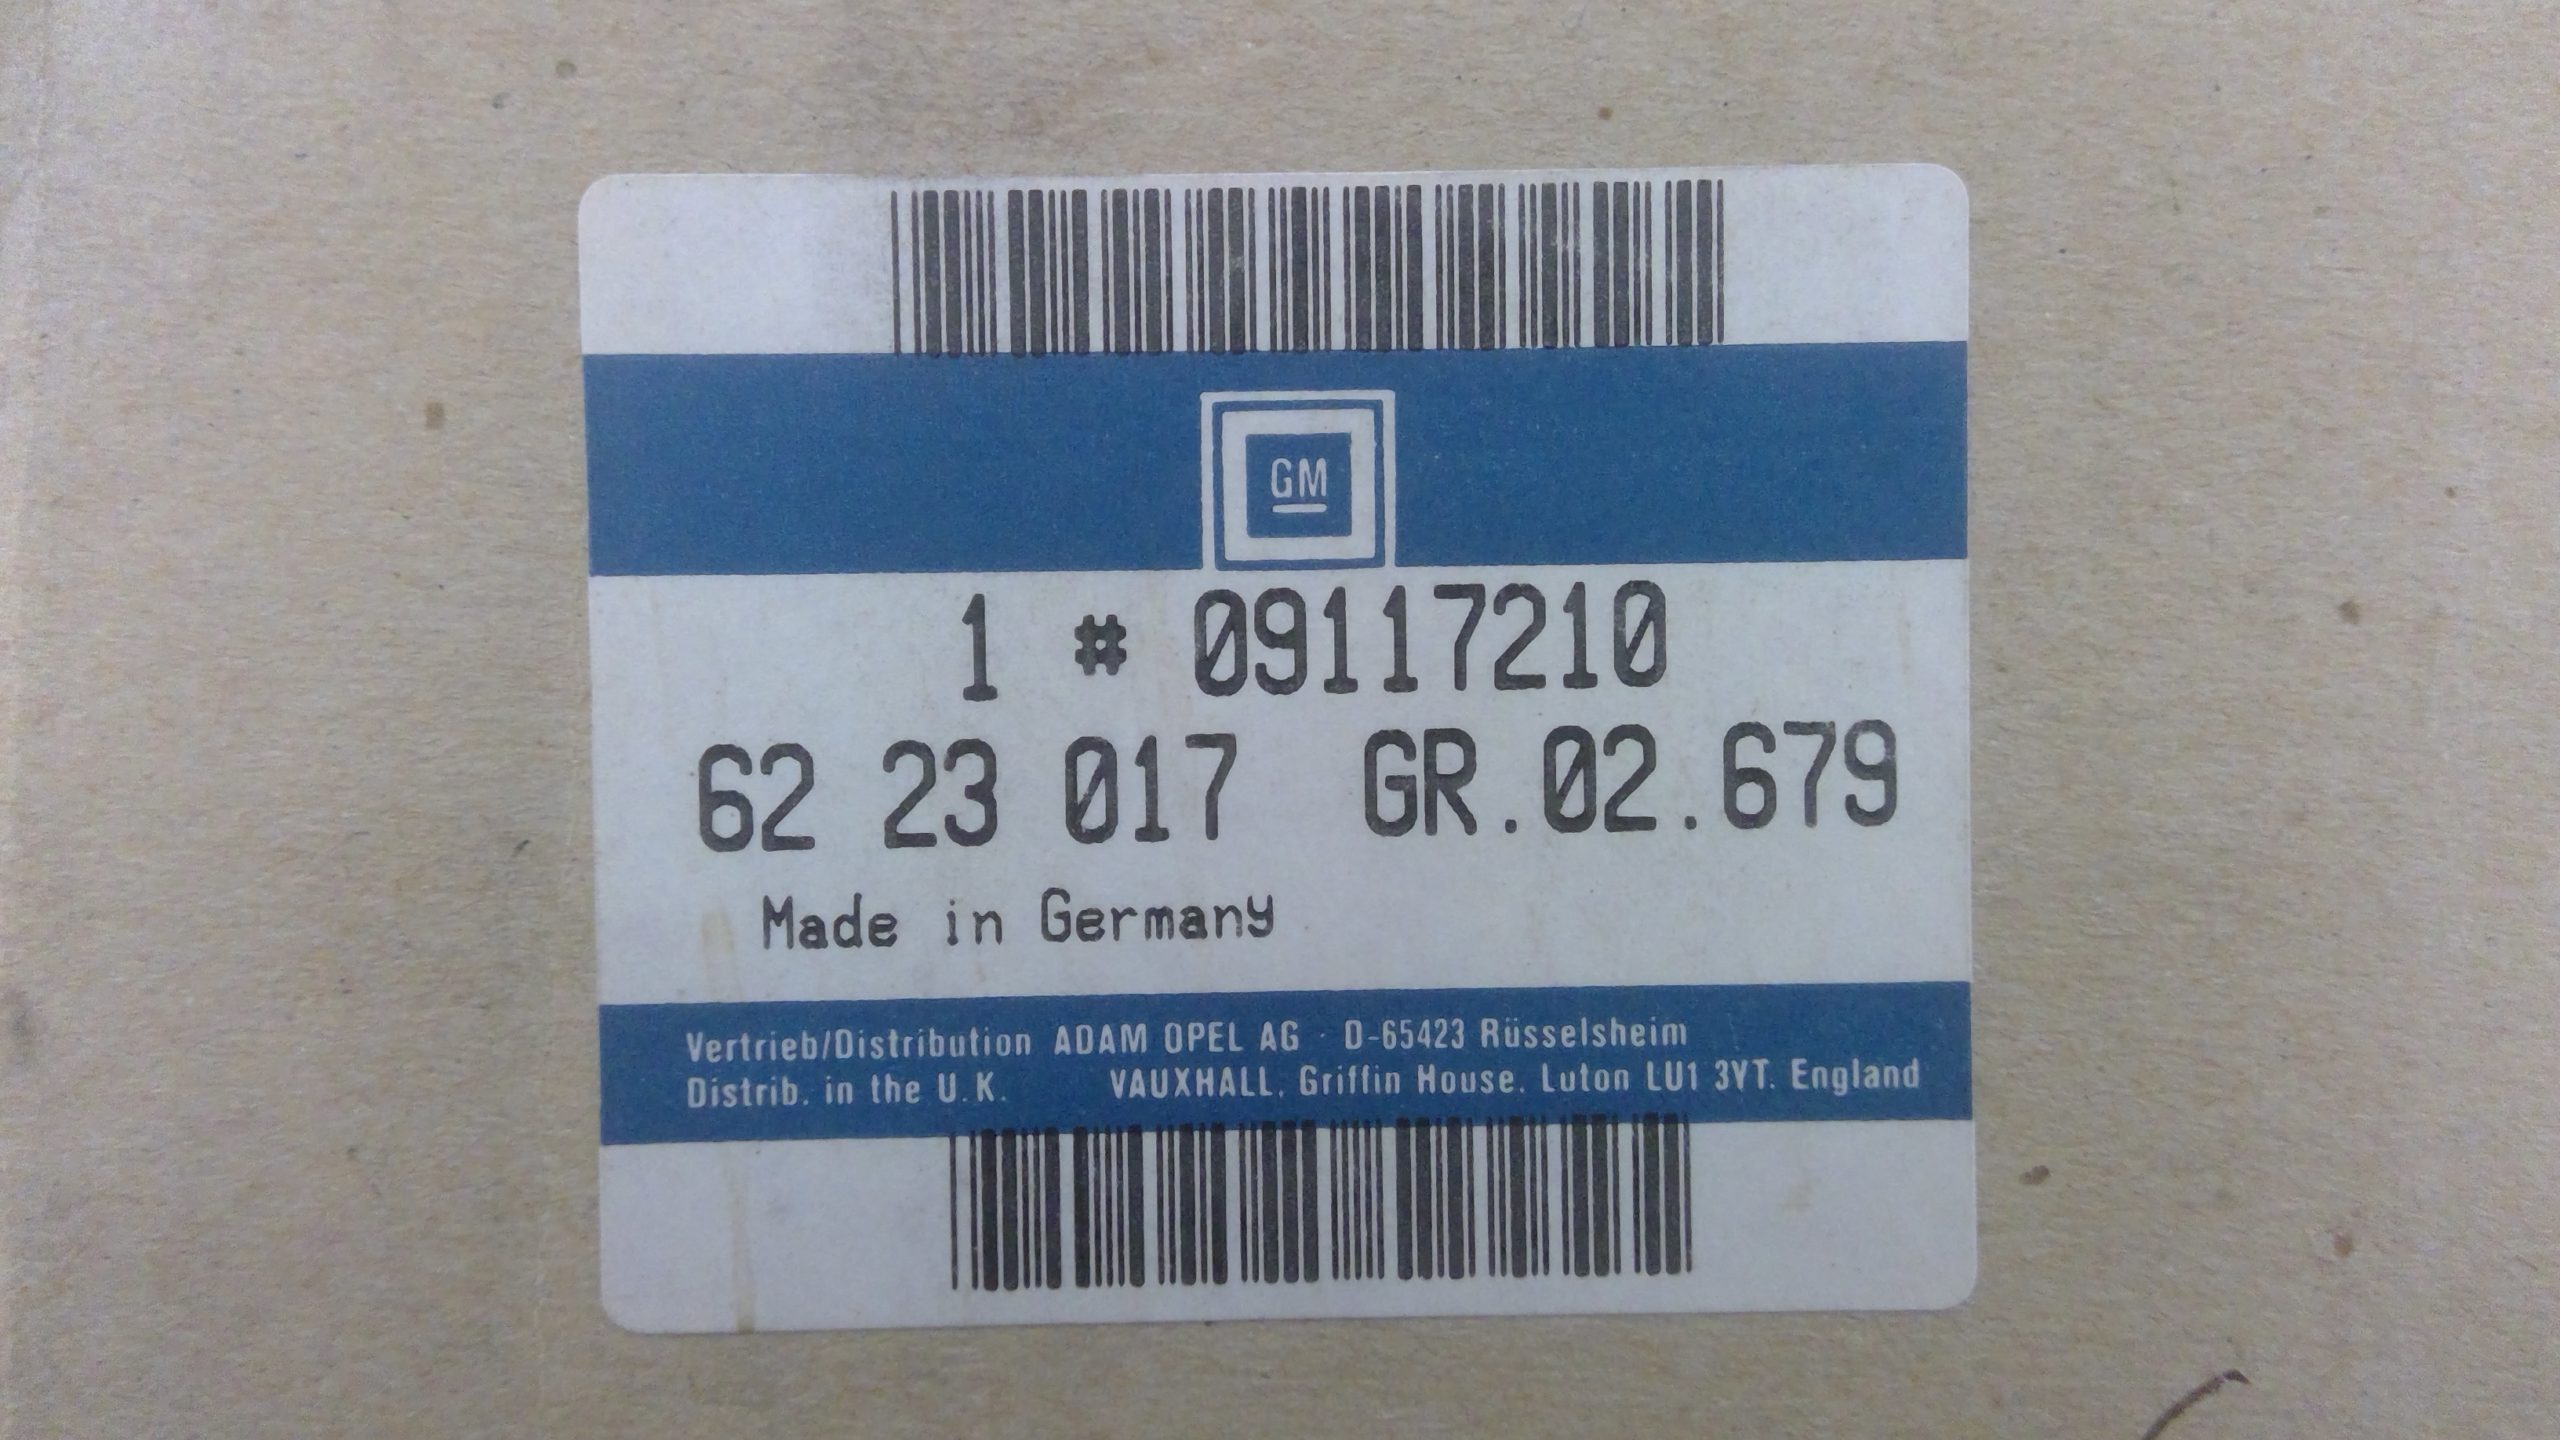 GM
1 # 09117210
62 23 017 GR.02.679
Made in Germany
Vertrieb/Distribution ADAM OPEL AG · D-65423 Rüsselsheim
Distrib. in the U.K. VAUXHALL, Griffin House, Luton LU1 3YT. England